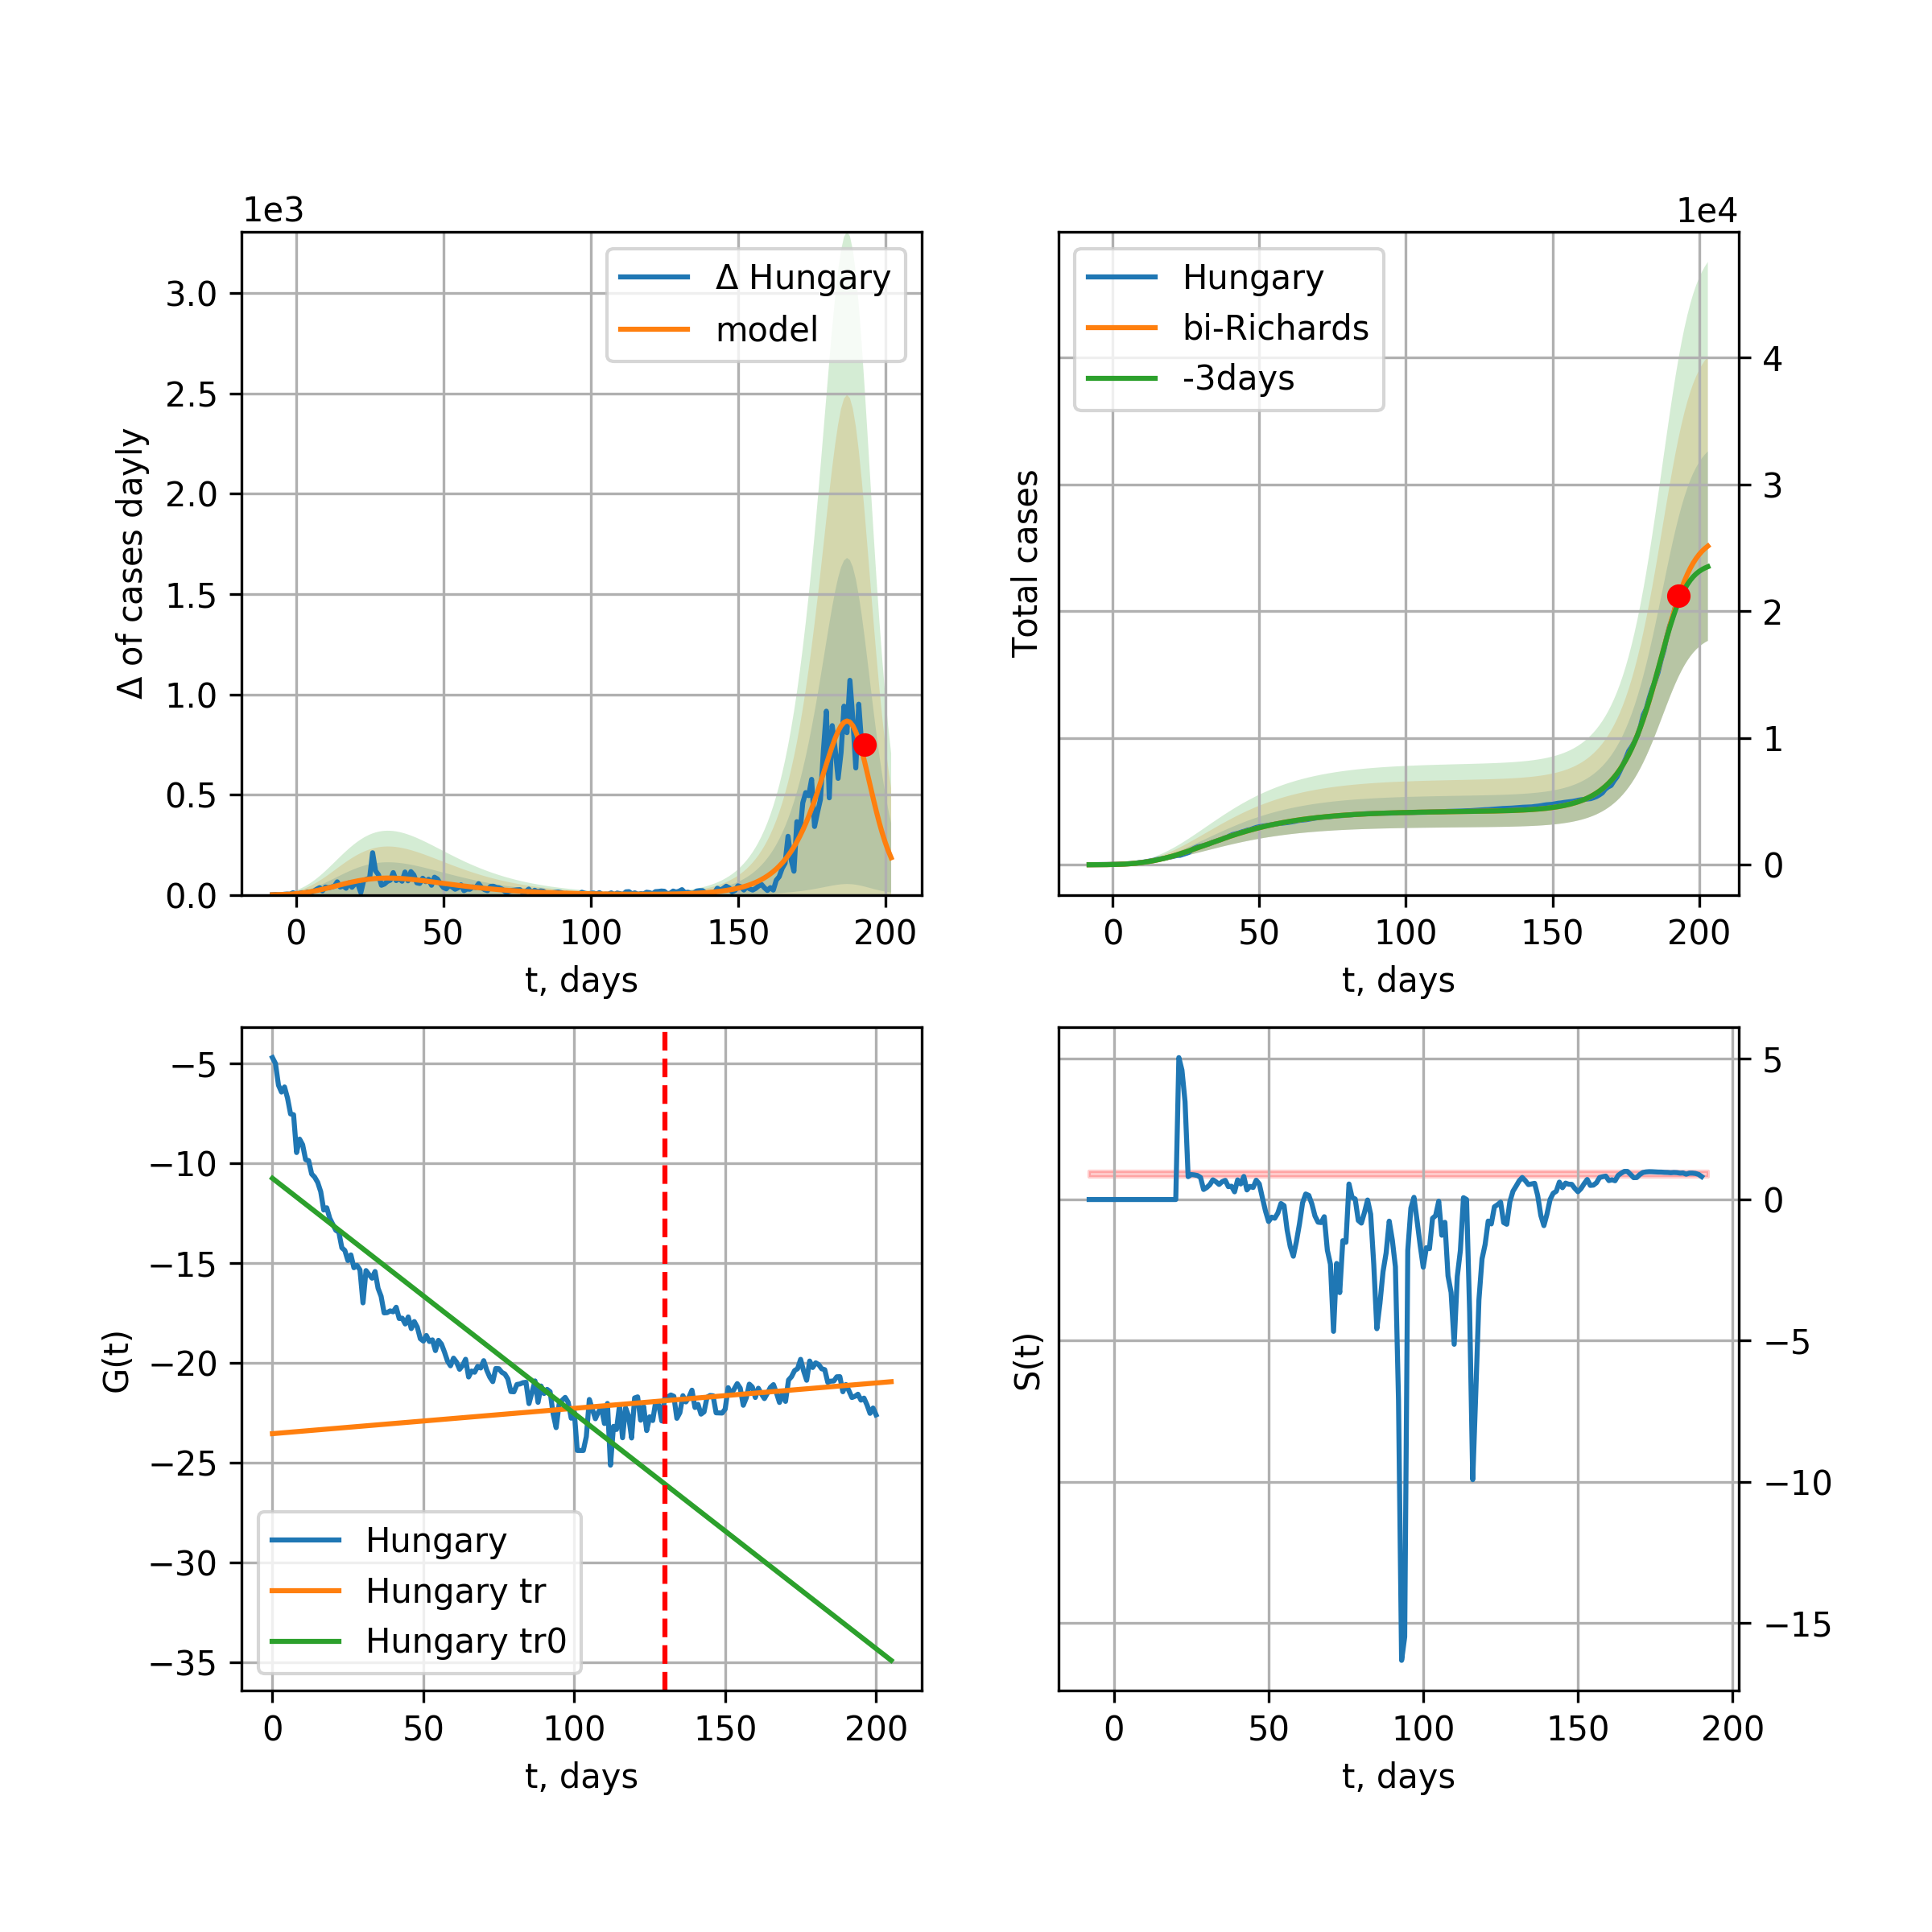 1e3
Δ of cases dayly
3.0
2.5
2.0
1.5
1.0
0.5
0.0
0 50 100 150 200
t, days
Δ Hungary
model
1e4
Total cases
4
3
2
1
0
0 50 100 150 200
t, days
Hungary
bi-Richards
-3days
G(t)
−5
−10
−15
−20
−25
−30
−35
0 50 100 150 200
t, days
Hungary
Hungary tr
Hungary tr0
S(t)
5
0
−5
−10
−15
0 50 100 150 200
t, days